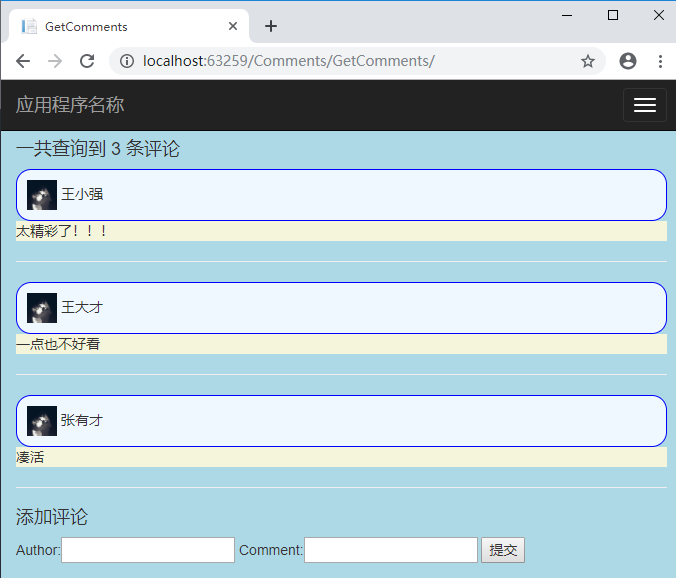 GetComments
localhost:63259/Comments/GetComments/
应用程序名称
一共查询到 3 条评论
王小强
太精彩了！！！
王大才
一点也不好看
张有才
凑活
添加评论
Author: Comment: 提交